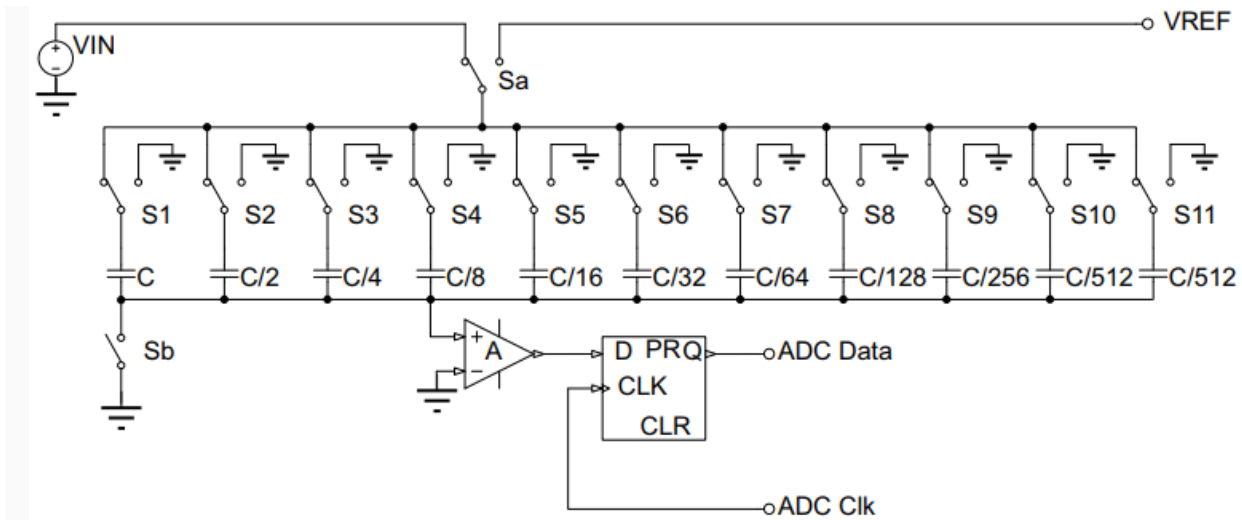 VREF
VIN
+
−
Sa
S1 S2 S3 S4 S5 S6 S7 S8 S9 S10 S11
C C/2 C/4 C/8 C/16 C/32 C/64 C/128 C/256 C/512 C/512
Sb
+
A
−
D PRQ
CLK
CLR
ADC Data
ADC Clk